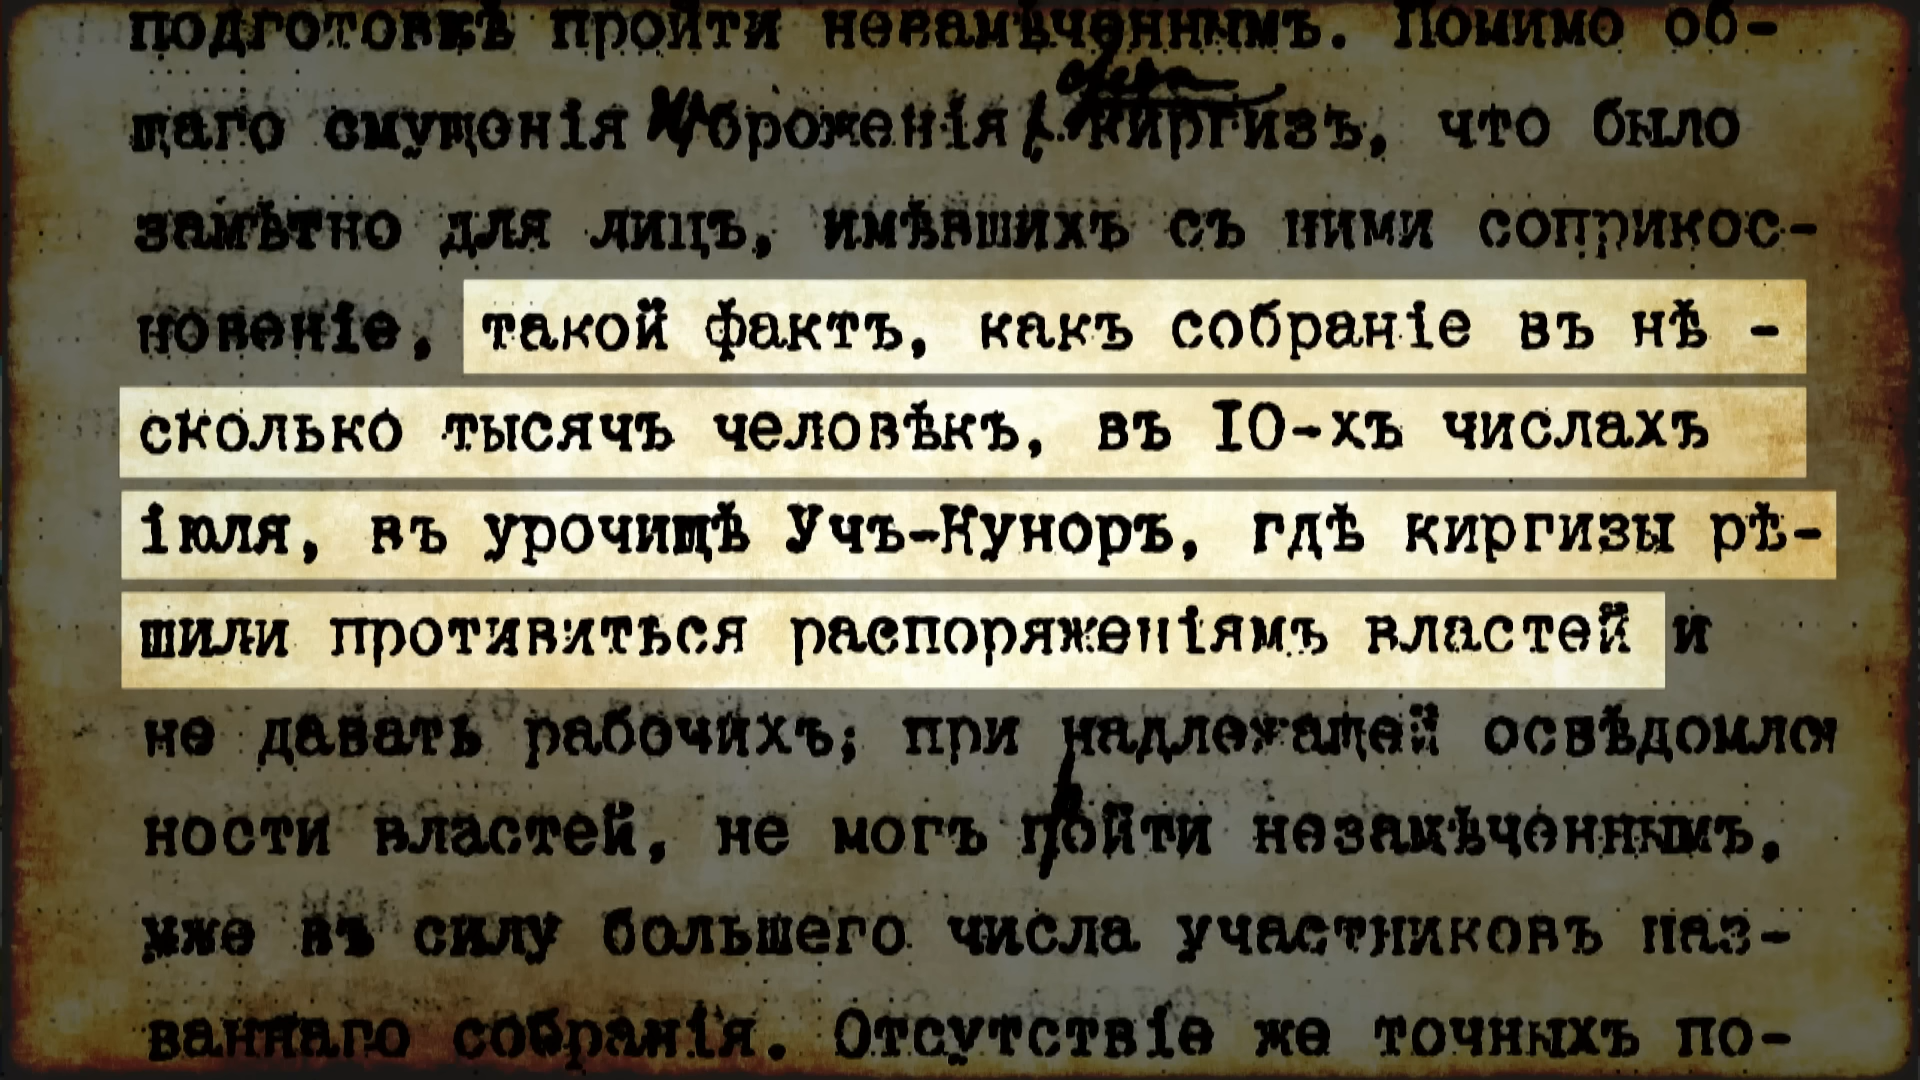 подготовкѣ пройти незамѣченнымъ. Помимо об-
щаго смущенія и броженія киргизъ, что было
замѣтно для лицъ, имѣвшихъ съ ними соприкос-
новеніе, такой фактъ, какъ собраніе въ нѣ -
сколько тысячъ человѣкъ, въ IO-хъ числахъ
іюля, въ урочищѣ Учъ-Куноръ, гдѣ киргизы рѣ-
шили противиться распоряженіямъ властей и
не давать рабочихъ; при надлежащей освѣдомлен
ности властей, не могъ пройти незамѣченнымъ,
уже въ силу большего числа участниковъ наз-
ваннаго собранія. Отсутствіе же точныхъ по-